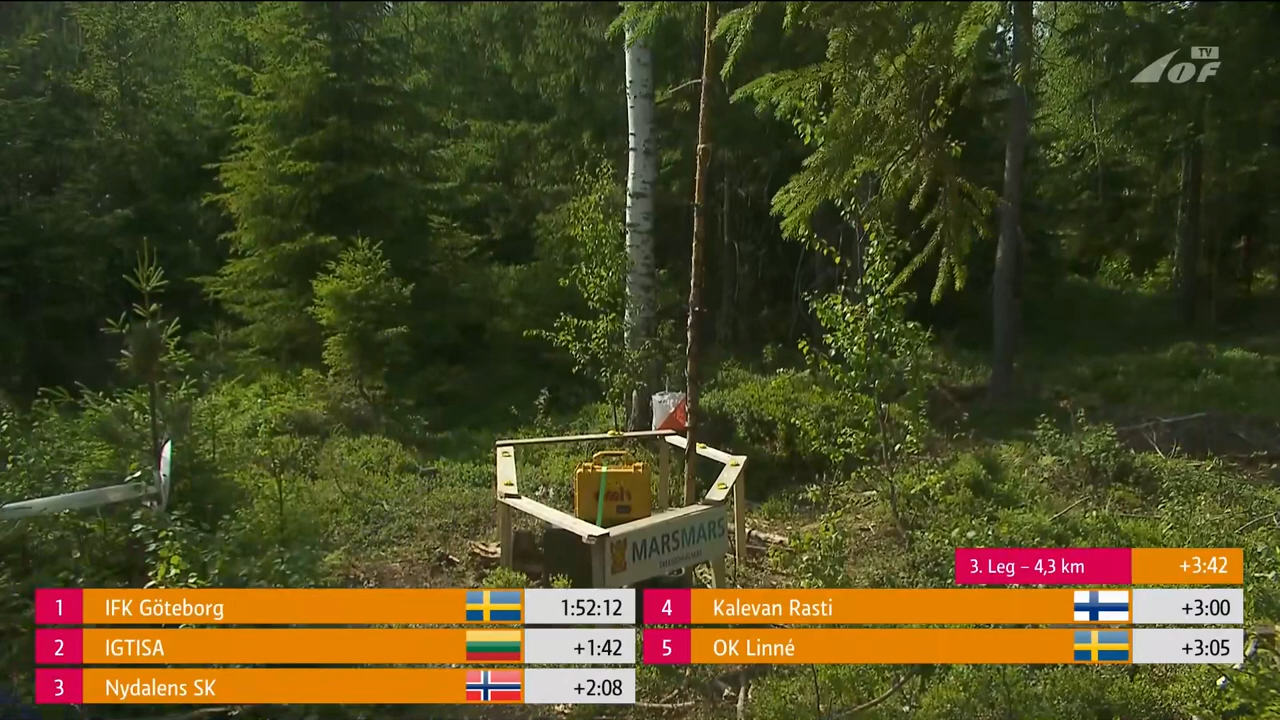 TV
OF
MARSMARS
3. Leg – 4,3 km +3:42
1 IFK Göteborg 1:52:12
2 IGTISA +1:42
3 Nydalens SK +2:08
4 Kalevan Rasti +3:00
5 OK Linné +3:05